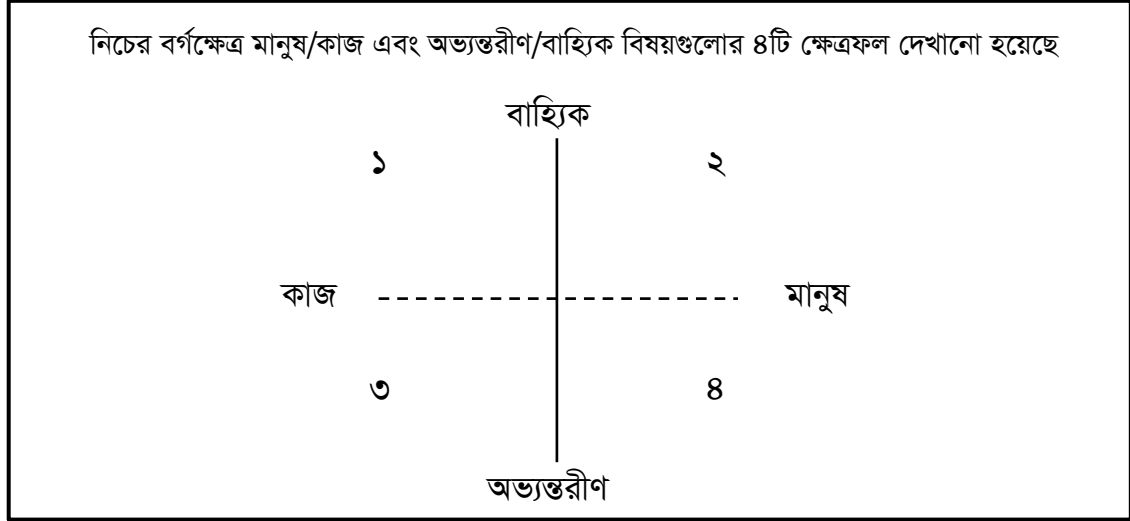 নিচের বর্গক্ষেত্র মানুষ/কাজ এবং অভ্যন্তরীণ/বাহ্যিক বিষয়গুলোর ৪টি ক্ষেত্রফল দেখানো হয়েছে
বাহ্যিক
১ ২
কাজ মানুষ
৩ ৪
অভ্যন্তরীণ